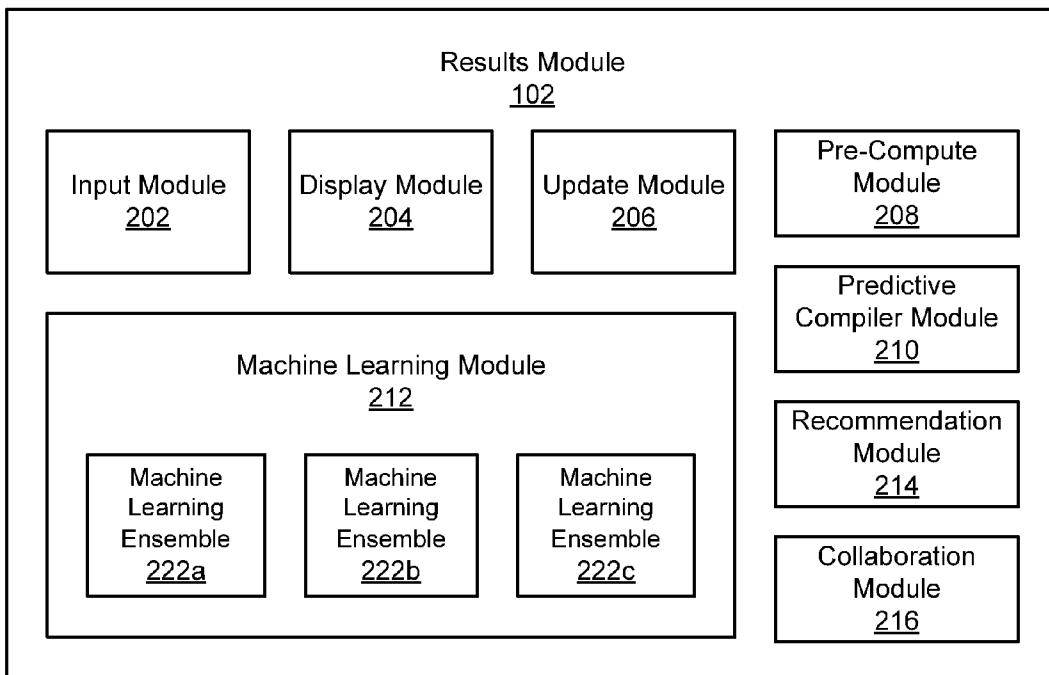 Results Module
102
Input Module
202
Display Module
204
Update Module
206
Pre-Compute
Module
208
Predictive
Compiler Module
210
Machine Learning Module
212
Machine
Learning
Ensemble
222a
Machine
Learning
Ensemble
222b
Machine
Learning
Ensemble
222c
Recommendation
Module
214
Collaboration
Module
216